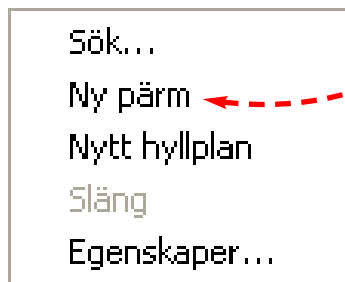 Sök...
Ny pärm
Nytt hyllplan
Släng
Egenskaper...